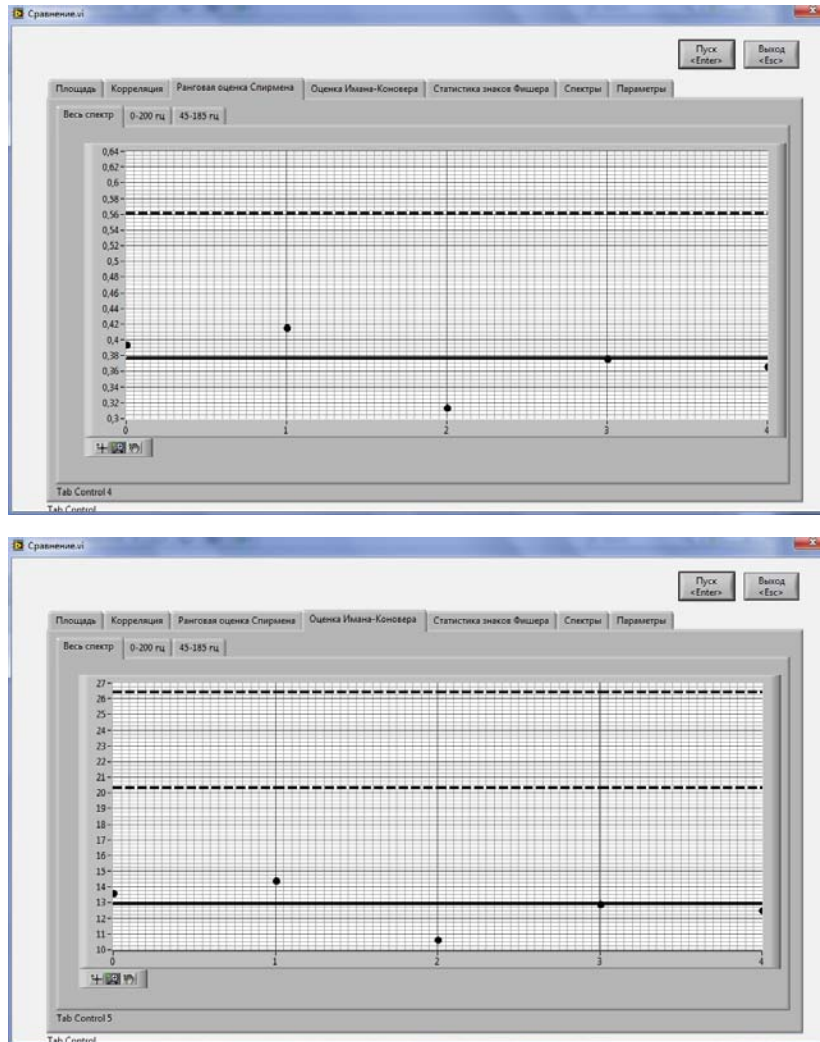 Сравнение.vi
Пуск
<Enter>
Выход
<Esc>
Площадь Корреляция Ранговая оценка Спирмена Оценка Имана-Коновера Статистика знаков Фишера Спектры Параметры
Весь спектр 0-200 гц 45-185 гц
0,64
0,62
0,6
0,58
0,56
0,54
0,52
0,5
0,48
0,46
0,44
0,42
0,4
0,38
0,36
0,34
0,32
0,3
0 1 2 3 4
Tab Control 4
Tab Control
Сравнение.vi
Пуск
<Enter>
Выход
<Esc>
Площадь Корреляция Ранговая оценка Спирмена Оценка Имана-Коновера Статистика знаков Фишера Спектры Параметры
Весь спектр 0-200 гц 45-185 гц
27
26
25
24
23
22
21
20
19
18
17
16
15
14
13
12
11
10
0 1 2 3 4
Tab Control 5
Tab Control